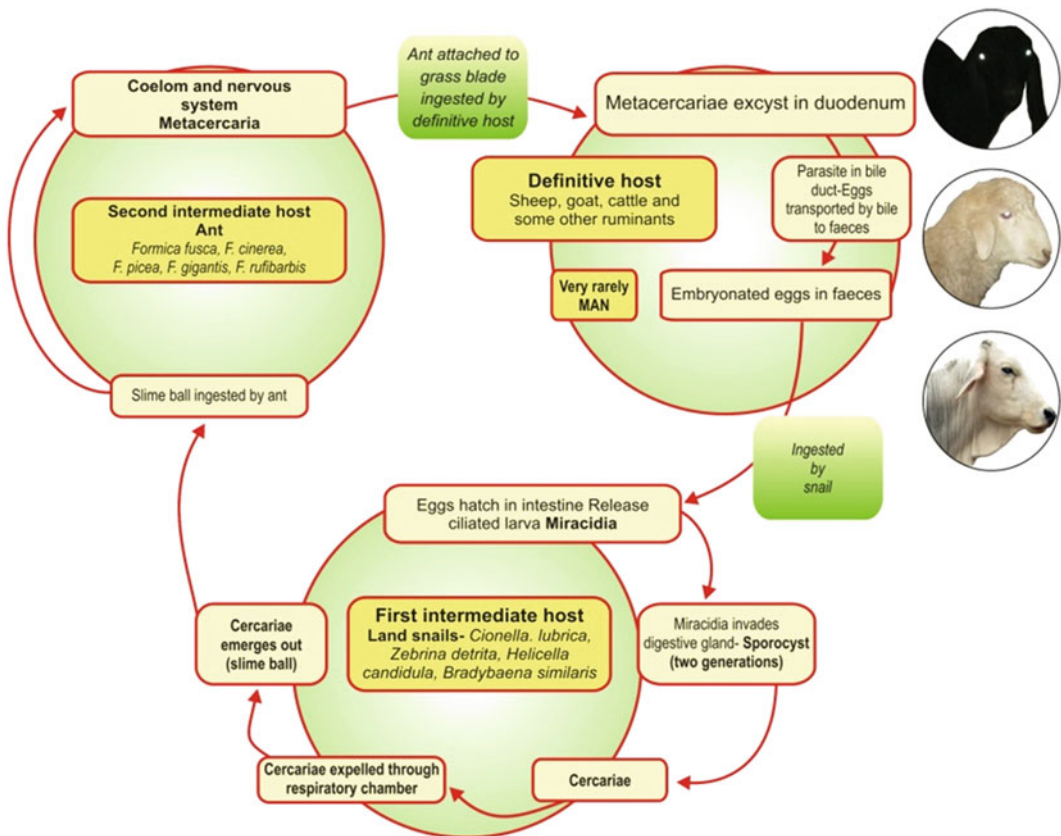 Coelom and nervous
system
Metacercaria
Second intermediate host
Ant
Formica fusca, F. cinerea,
F. picea, F. gigantis, F. rufibarbis
Slime ball ingested by ant
Ant attached to
grass blade
ingested by
definitive host
Metacercariae excyst in duodenum
Definitive host
Sheep, goat, cattle and
some other ruminants
Parasite in bile
duct-Eggs
transported by bile
to faeces
Very rarely
MAN
Embryonated eggs in faeces
Ingested
by
snail
Eggs hatch in intestine Release
ciliated larva Miracidia
First intermediate host
Land snails- Cionella. lubrica,
Zebrina detrita, Helicella
candidula, Bradybaena similaris
Miracidia invades
digestive gland- Sporocyst
(two generations)
Cercariae
Cercariae expelled through
respiratory chamber
Cercariae
emerges out
(slime ball)